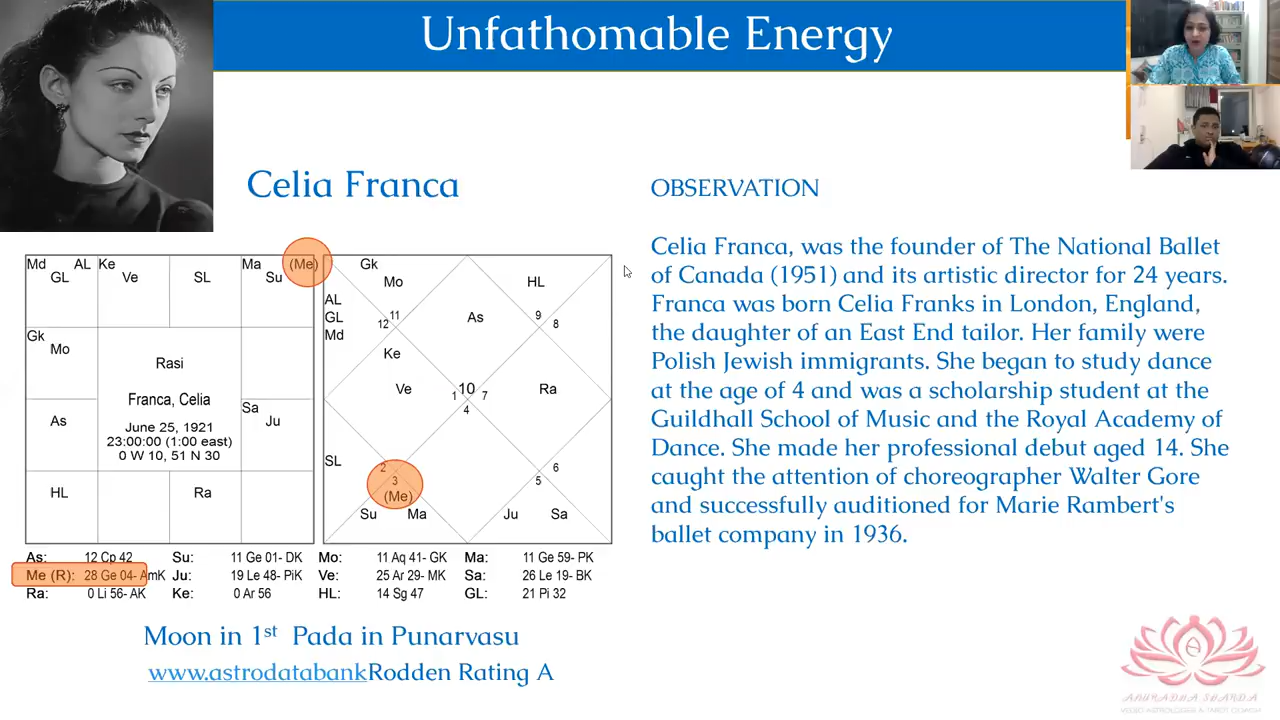 Unfathomable Energy
Celia Franca
Md AL Ke Ma (Me)
GL Ve SL Su
Gk
Mo
Rasi
Franca, Celia
June 25, 1921
23:00:00 (1:00 east)
0 W 10, 51 N 30
Sa
As Ju
HL Ra
Gk
Mo HL
AL
GL As
Md
12 11 9 8
Ke
Ve 1 10 7 Ra
4
SL 2 6
3 5
(Me)
Su Ma Ju Sa
As: 12 Cp 42 Su: 11 Ge 01- DK Mo: 11 Aq 41- GK Ma: 11 Ge 59- PK
Me (R): 28 Ge 04- AmK Ju: 19 Le 48- PiK Ve: 25 Ar 29- MK Sa: 26 Le 19- BK
Ra: 0 Li 56- AK Ke: 0 Ar 56 HL: 14 Sg 47 GL: 21 Pi 32
Moon in 1st Pada in Punarvasu
www.astrodatabankRodden Rating A
OBSERVATION
Celia Franca, was the founder of The National Ballet
of Canada (1951) and its artistic director for 24 years.
Franca was born Celia Franks in London, England,
the daughter of an East End tailor. Her family were
Polish Jewish immigrants. She began to study dance
at the age of 4 and was a scholarship student at the
Guildhall School of Music and the Royal Academy of
Dance. She made her professional debut aged 14. She
caught the attention of choreographer Walter Gore
and successfully auditioned for Marie Rambert's
ballet company in 1936.
ANURADHA SHARDA